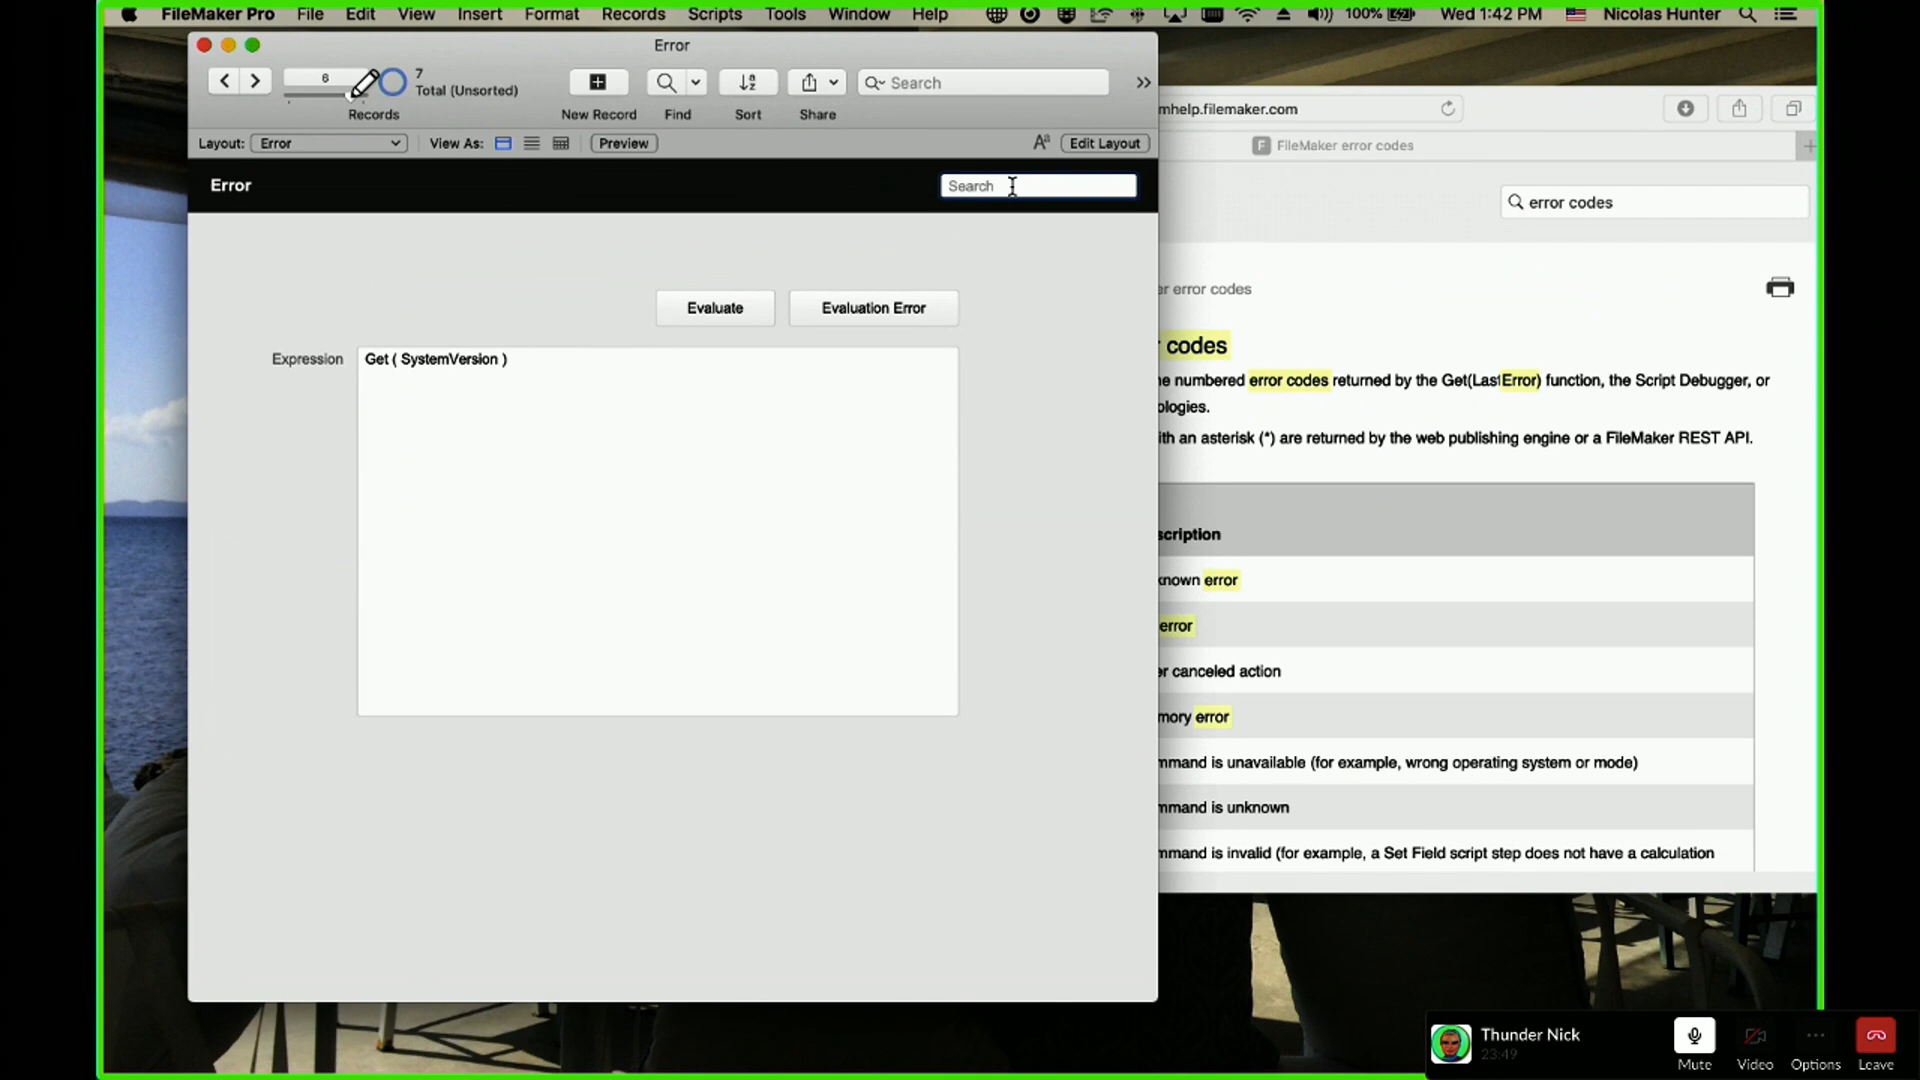 FileMaker Pro File Edit View Insert Format Records Scripts Tools Window Help 100% Wed 1:42 PM Nicolas Hunter
Error
6
7
Total (Unsorted)
Search
Records
New Record
Find
Sort
Share
Layout: Error View As: Preview Aª Edit Layout
Error
Search
Evaluate
Evaluation Error
Expression
Get ( SystemVersion )
mhelp.filemaker.com
F FileMaker error codes
error codes
er error codes
r codes
e numbered error codes returned by the Get(LastError) function, the Script Debugger, or
ologies.
ith an asterisk (*) are returned by the web publishing engine or a FileMaker REST API.
scription
known error
error
er canceled action
mory error
mmand is unavailable (for example, wrong operating system or mode)
mmand is unknown
mmand is invalid (for example, a Set Field script step does not have a calculation
Thunder Nick
23:49
Mute
Video
Options
Leave